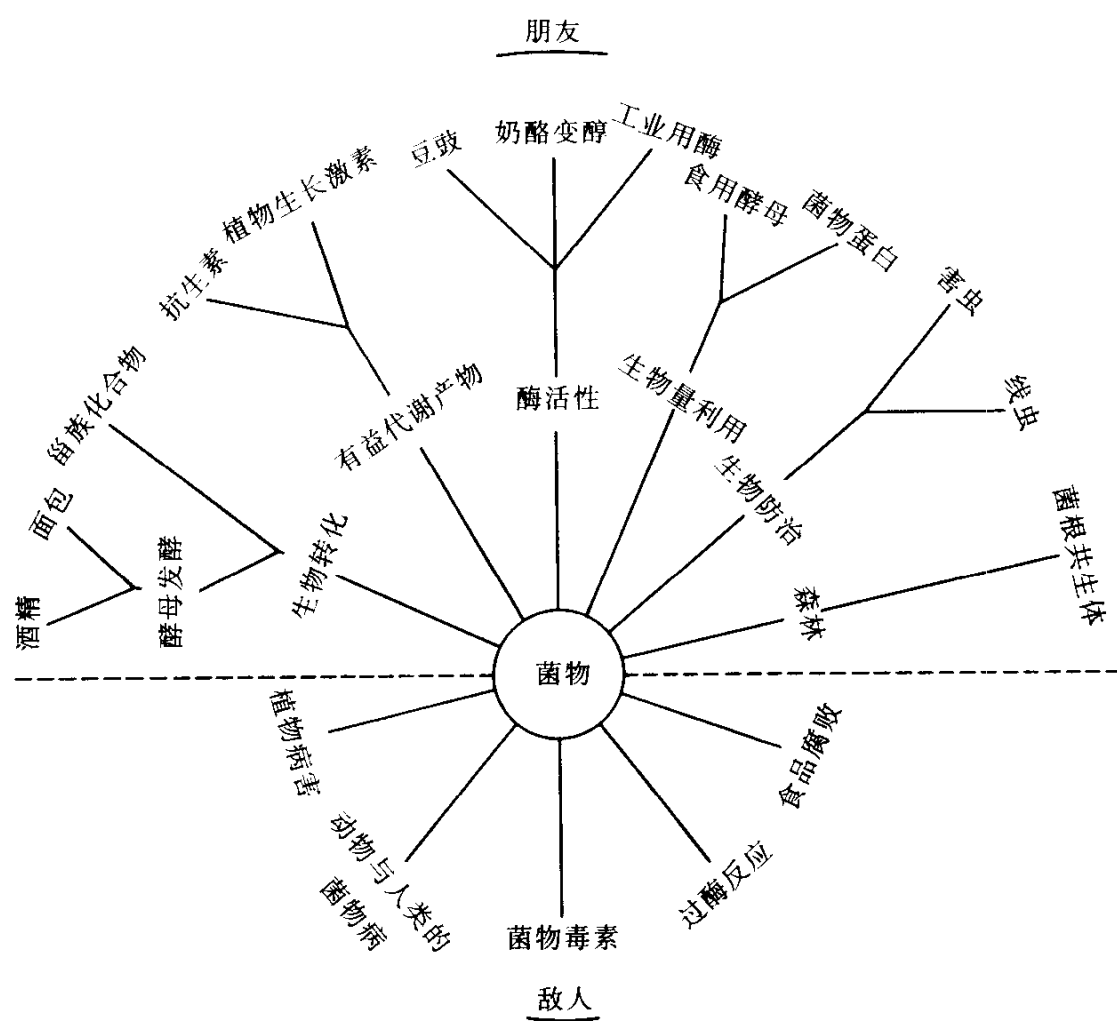 朋友
豆豉
奶酪变醇
工业用酶
食用酵母
菌物蛋白
植物生长激素
抗生素
害虫
线虫
甾族化合物
有益代谢产物
酶活性
生物量利用
生物防治
面包
酵母发酵
生物转化
菌根共生体
酒精
森林
菌物
植物病害
食品腐败
动物与人类的
菌物病
过酶反应
菌物毒素
敌人